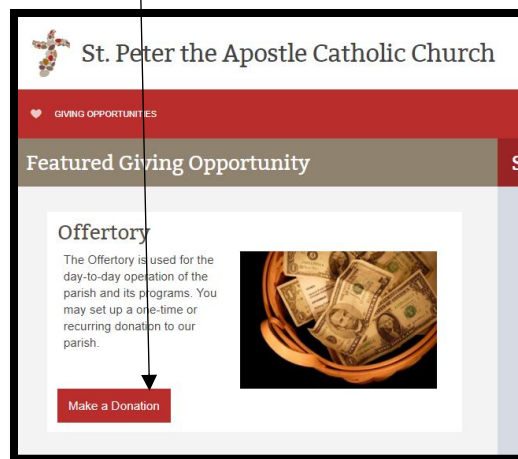 St. Peter the Apostle Catholic Church
GIVING OPPORTUNITIES
Featured Giving Opportunity
S
Offertory
The Offertory is used for the
day-to-day operation of the
parish and its programs. You
may set up a one-time or
recurring donation to our
parish.
Make a Donation